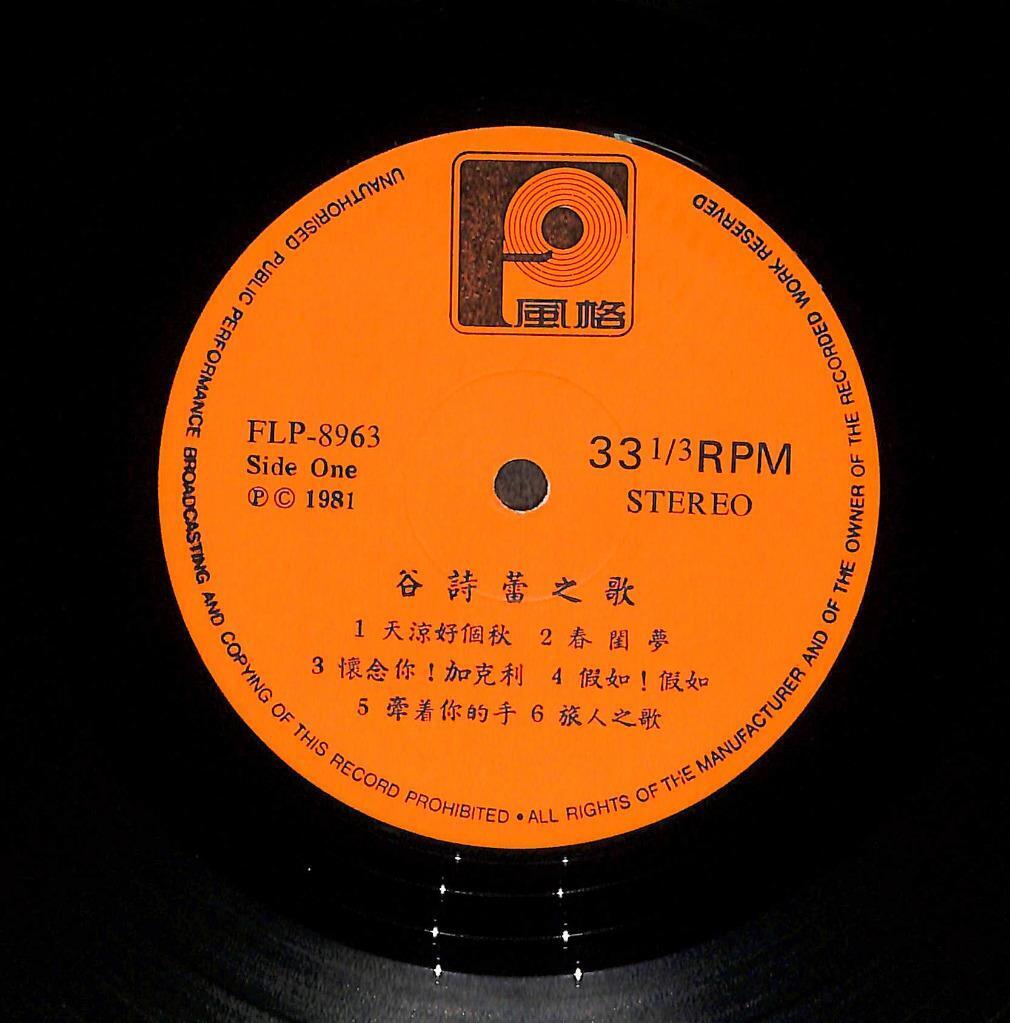 風格
FLP-8963
Side One
Ⓟ © 1981
33 1/3 RPM
STEREO
谷詩蕾之歌
1 天涼好個秋 2 春閨夢
3 懷念你！加克利 4 假如！假如
5 牽着你的手 6 旅人之歌
UNAUTHORISED PUBLIC PERFORMANCE BROADCASTING AND COPYING OF THIS RECORD PROHIBITED • ALL RIGHTS OF THE MANUFACTURER AND OF THE OWNER OF THE RECORDED WORK RESERVED